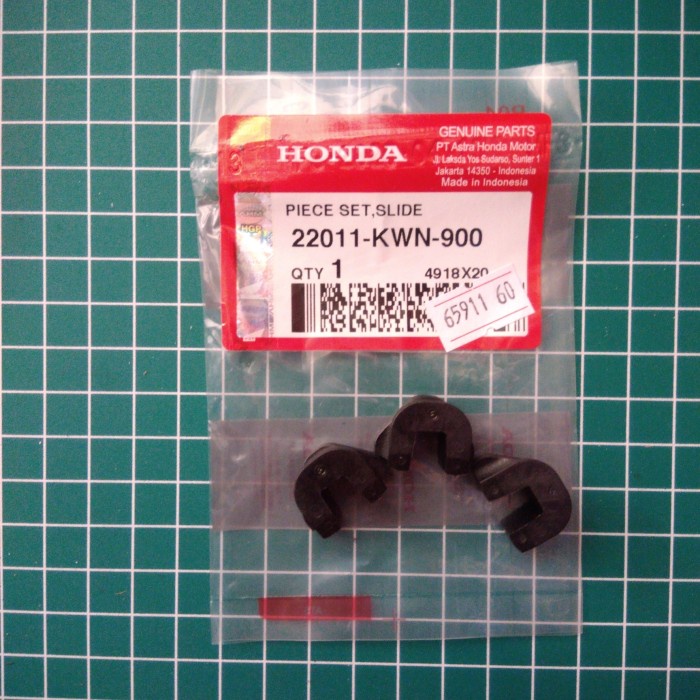 HONDA
GENUINE PARTS
PT Astra Honda Motor
Jl. Laksda Yos Sudarso, Sunter 1
Jakarta 14350 - Indonesia
Made in Indonesia
PIECE SET,SLIDE
22011-KWN-900
QTY 1 4918X20
65911 60